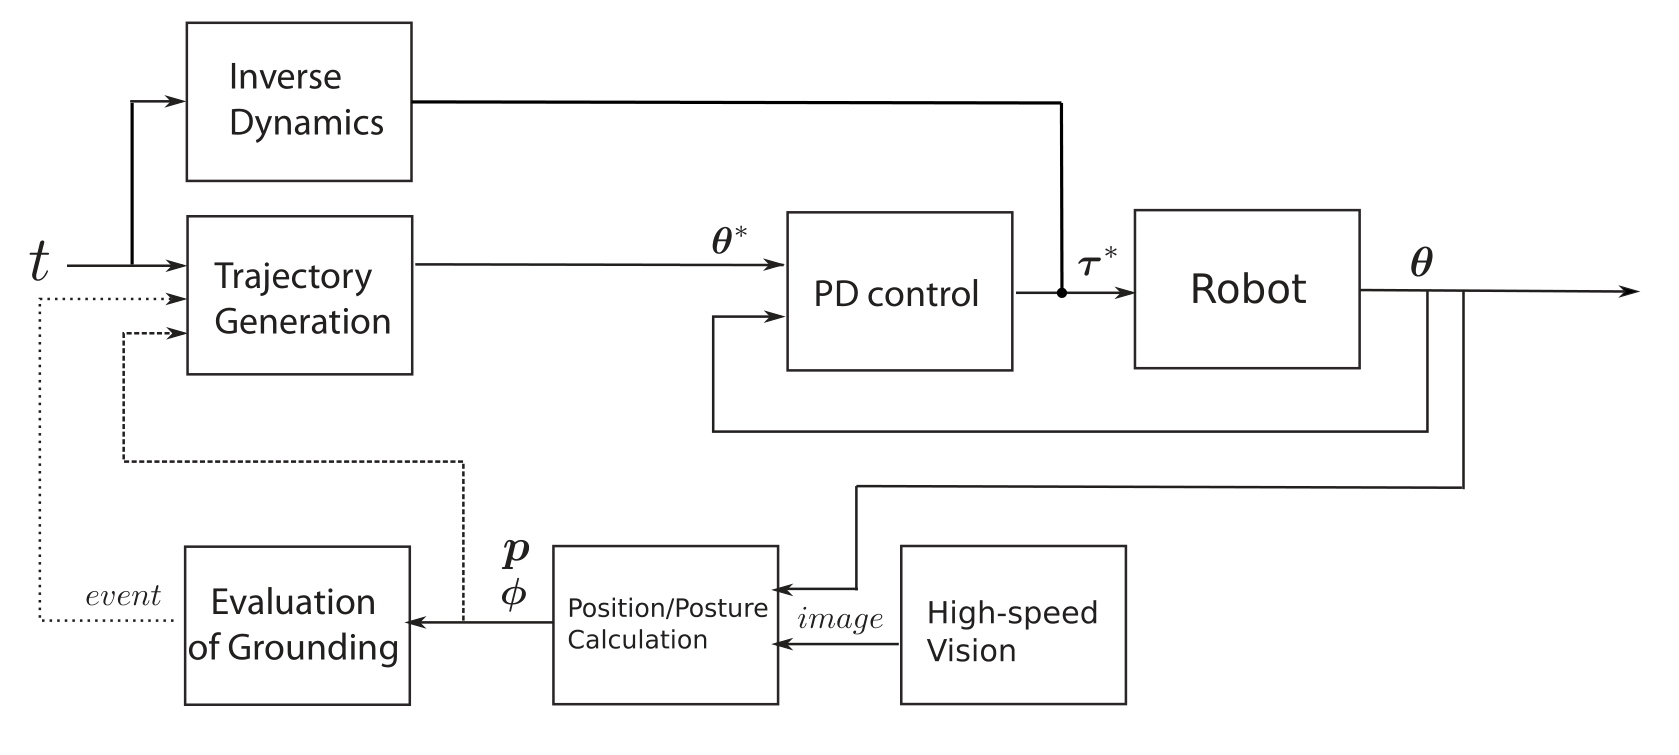 Inverse
Dynamics
t
Trajectory
Generation
θ*
PD control
τ*
Robot
θ
event
Evaluation
of Grounding
p
ϕ
Position/Posture
Calculation
image
High-speed
Vision